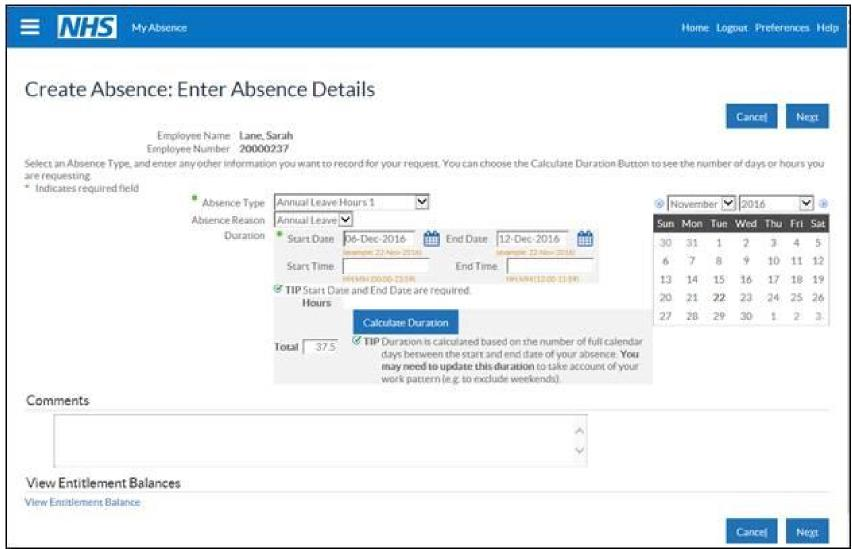 NHS My Absence Home Logout Preferences Help
Create Absence: Enter Absence Details
Cancel Next
Employee Name Lane, Sarah
Employee Number 20000237
Select an Absence Type, and enter any other information you want to record for your request. You can choose the Calculate Duration Button to see the number of days or hours you
are requesting.
* Indicates required field
* Absence Type Annual Leave Hours 1
Absence Reason Annual Leave
Duration * Start Date 06-Dec-2016 End Date 12-Dec-2016
(example: 22-Nov-2016) (example: 22-Nov-2016)
Start Time End Time
HH:MM (00:00-23:59) HH:MM (12:00-11:59)
TIP Start Date and End Date are required.
Hours
Calculate Duration
Total 37.5
TIP Duration is calculated based on the number of full calendar
days between the start and end date of your absence. You
may need to update this duration to take account of your
work pattern (e.g. to exclude weekends).
November 2016
Sun Mon Tue Wed Thu Fri Sat
30 31 1 2 3 4 5
6 7 8 9 10 11 12
13 14 15 16 17 18 19
20 21 22 23 24 25 26
27 28 29 30 1 2 3
Comments
View Entitlement Balances
View Entitlement Balance
Cancel Next